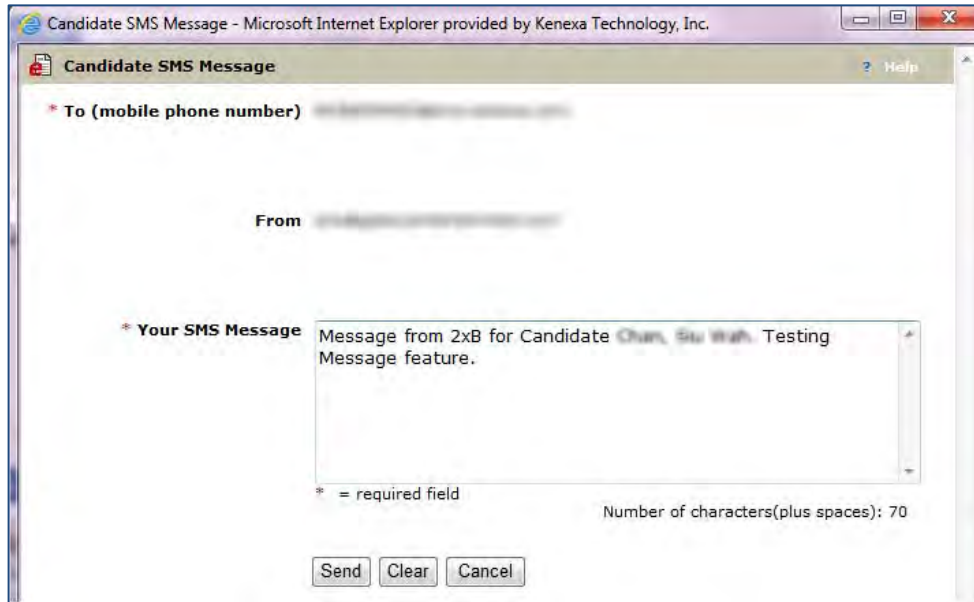 Candidate SMS Message - Microsoft Internet Explorer provided by Kenexa Technology, Inc.
Candidate SMS Message ? Help
* To (mobile phone number)
From
* Your SMS Message
Message from 2xB for Candidate Testing
Message feature.
* = required field
Number of characters(plus spaces): 70
Send Clear Cancel